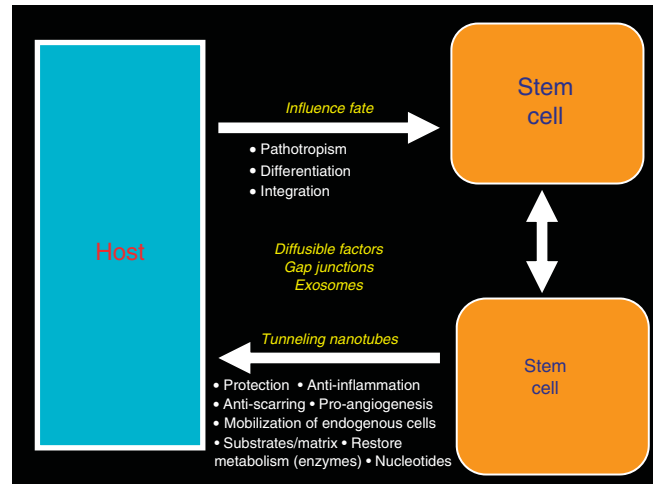 Influence fate
• Pathotropism
• Differentiation
• Integration
Stem
cell
Host
Diffusible factors
Gap junctions
Exosomes
Tunneling nanotubes
• Protection • Anti-inflammation
• Anti-scarring • Pro-angiogenesis
• Mobilization of endogenous cells
• Substrates/matrix • Restore
metabolism (enzymes) • Nucleotides
Stem
cell